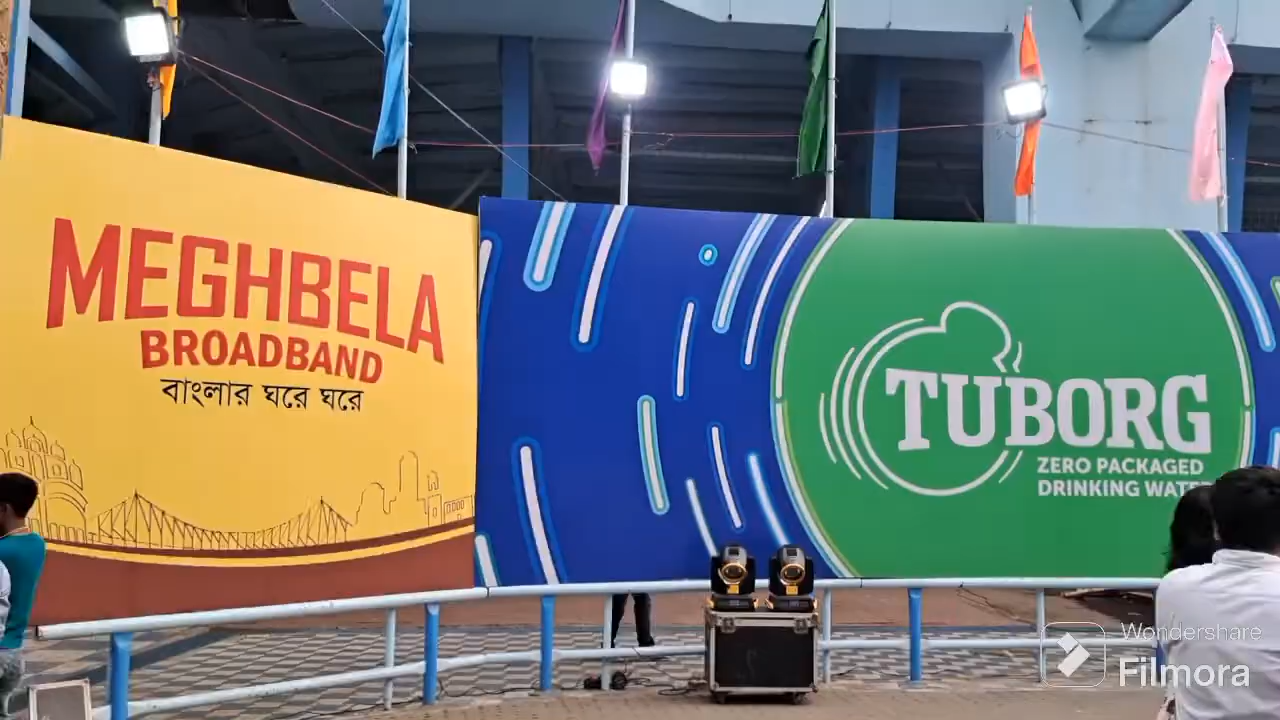 MEGHBELA
BROADBAND
বাংলার ঘরে ঘরে
TUBORG
ZERO PACKAGED
DRINKING WATER
Wondershare
Filmora